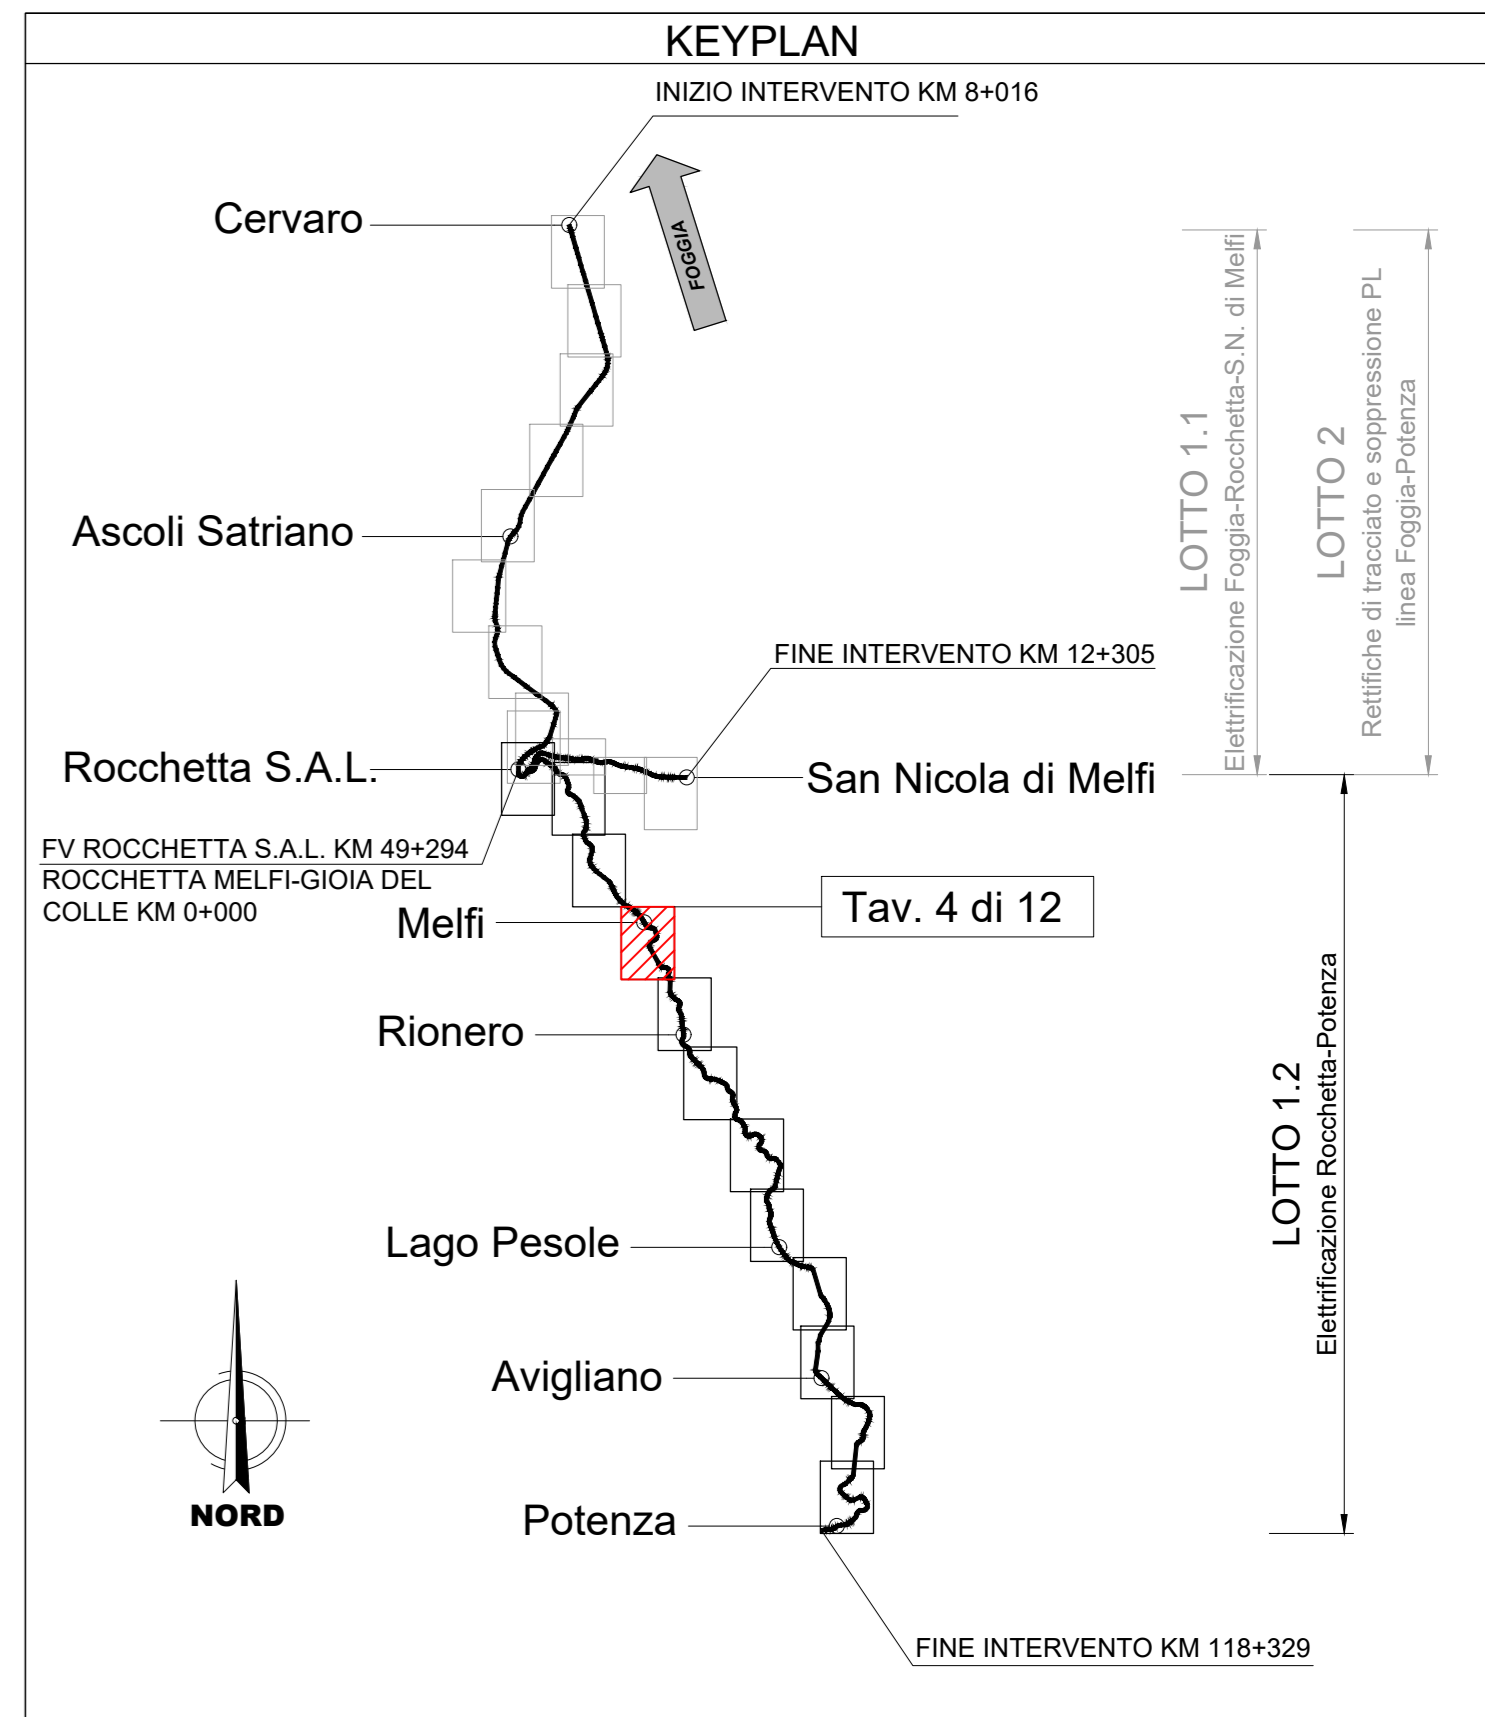 KEYPLAN
INIZIO INTERVENTO KM 8+016
FOGGIA
Cervaro
LOTTO 1.1
Elettrificazione Foggia-Rocchetta-S.N. di Melfi
LOTTO 2
Rettifiche di tracciato e soppressione PL
linea Foggia-Potenza
Ascoli Satriano
FINE INTERVENTO KM 12+305
Rocchetta S.A.L.
San Nicola di Melfi
FV ROCCHETTA S.A.L. KM 49+294
ROCCHETTA MELFI-GIOIA DEL
COLLE KM 0+000
Tav. 4 di 12
Melfi
Rionero
LOTTO 1.2
Elettrificazione Rocchetta-Potenza
Lago Pesole
Avigliano
NORD
Potenza
FINE INTERVENTO KM 118+329